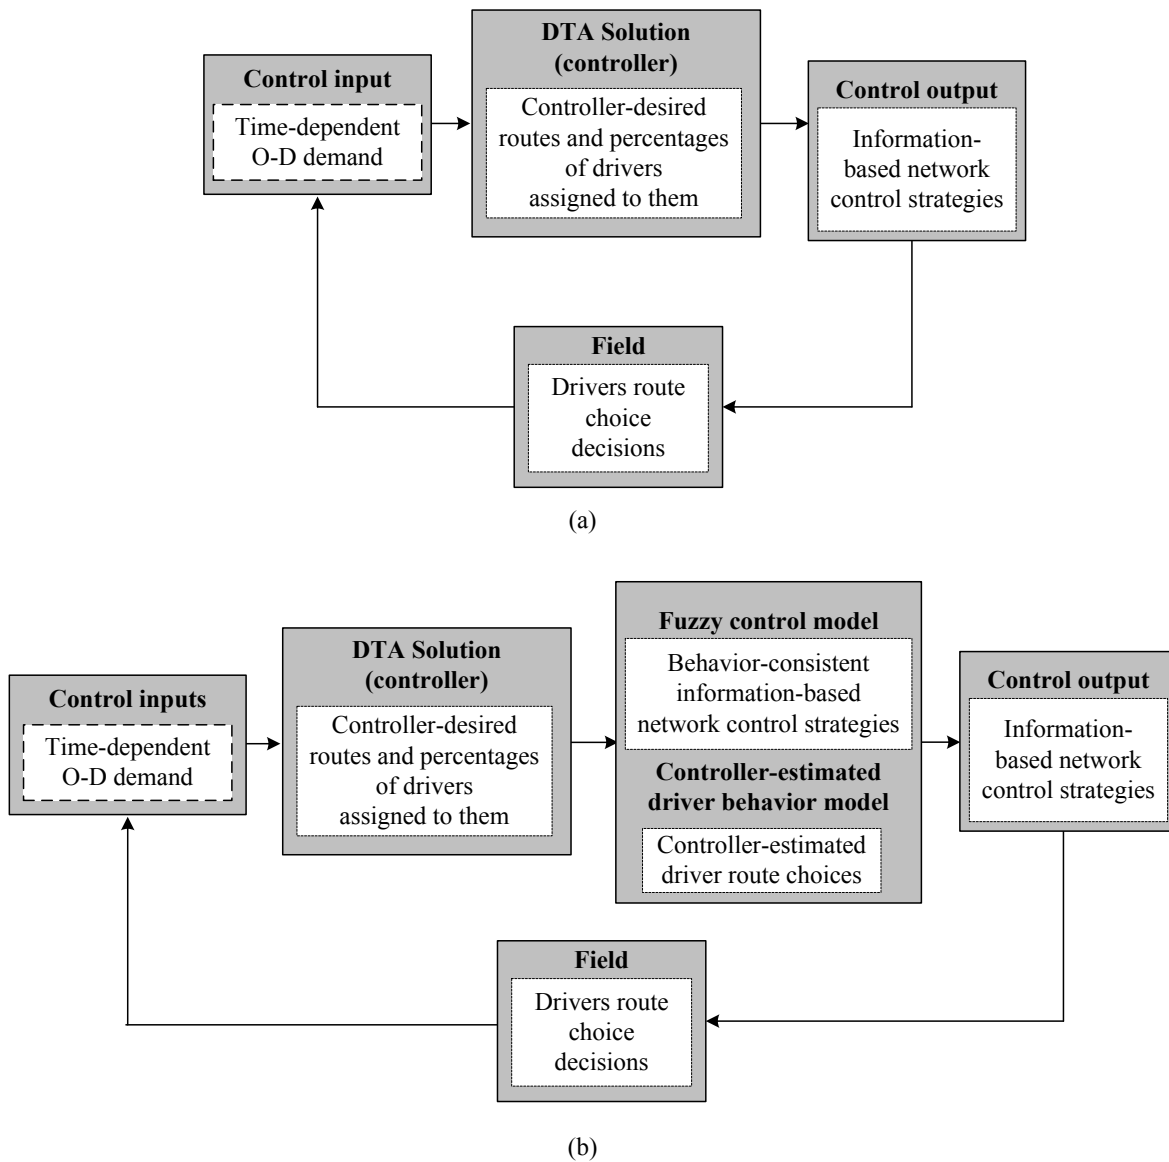 Control input
Time-dependent
O-D demand
DTA Solution
(controller)
Controller-desired
routes and percentages
of drivers
assigned to them
Control output
Information-
based network
control strategies
Field
Drivers route
choice
decisions
(a)
Control inputs
Time-dependent
O-D demand
DTA Solution
(controller)
Controller-desired
routes and percentages
of drivers
assigned to them
Fuzzy control model
Behavior-consistent
information-based
network control strategies
Controller-estimated
driver behavior model
Controller-estimated
driver route choices
Control output
Information-
based network
control strategies
Field
Drivers route
choice
decisions
(b)